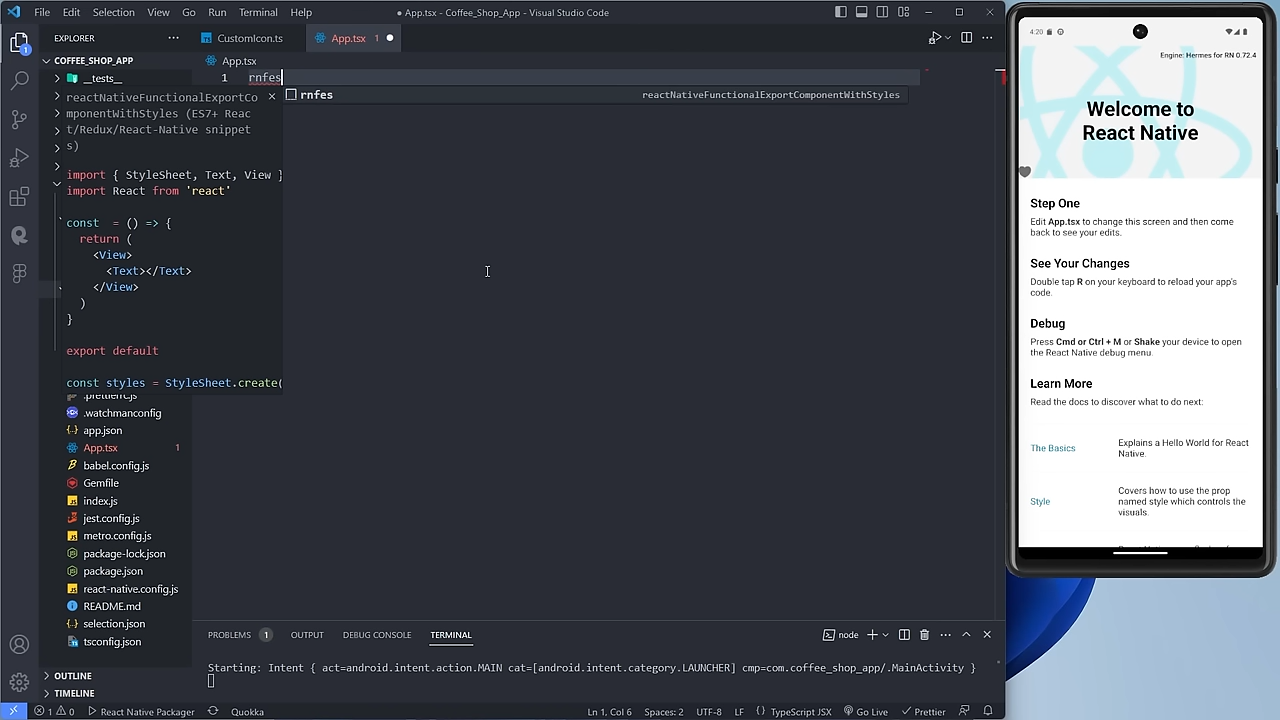 File Edit Selection View Go Run Terminal Help
● App.tsx - Coffee_Shop_App - Visual Studio Code
EXPLORER
CustomIcon.ts
App.tsx 1
COFFEE_SHOP_APP
App.tsx
__tests__
1 rnfes
rnfes reactNativeFunctionalExportComponentWithStyles
reactNativeFunctionalExportCo
mponentWithStyles (ES7+ Reac
t/Redux/React-Native snippet
s)
import { StyleSheet, Text, View }
import React from 'react'
const = () => {
return (
<View>
<Text></Text>
</View>
)
}
export default
const styles = StyleSheet.create(
.prettierrc.js
.watchmanconfig
app.json
App.tsx 1
babel.config.js
Gemfile
index.js
jest.config.js
metro.config.js
package-lock.json
package.json
react-native.config.js
README.md
selection.json
tsconfig.json
OUTLINE
TIMELINE
PROBLEMS 1 OUTPUT DEBUG CONSOLE TERMINAL
node
Starting: Intent { act=android.intent.action.MAIN cat=[android.intent.category.LAUNCHER] cmp=com.coffee_shop_app/.MainActivity }
1 0 React Native Packager Quokka
Ln 1, Col 6 Spaces: 2 UTF-8 LF {} TypeScript JSX Go Live Prettier
4:20
Engine: Hermes for RN 0.72.4
Welcome to
React Native
Step One
Edit App.tsx to change this screen and then come
back to see your edits.
See Your Changes
Double tap R on your keyboard to reload your app's
code.
Debug
Press Cmd or Ctrl + M or Shake your device to open
the React Native debug menu.
Learn More
Read the docs to discover what to do next:
The Basics
Explains a Hello World for React
Native.
Style
Covers how to use the prop
named style which controls the
visuals.